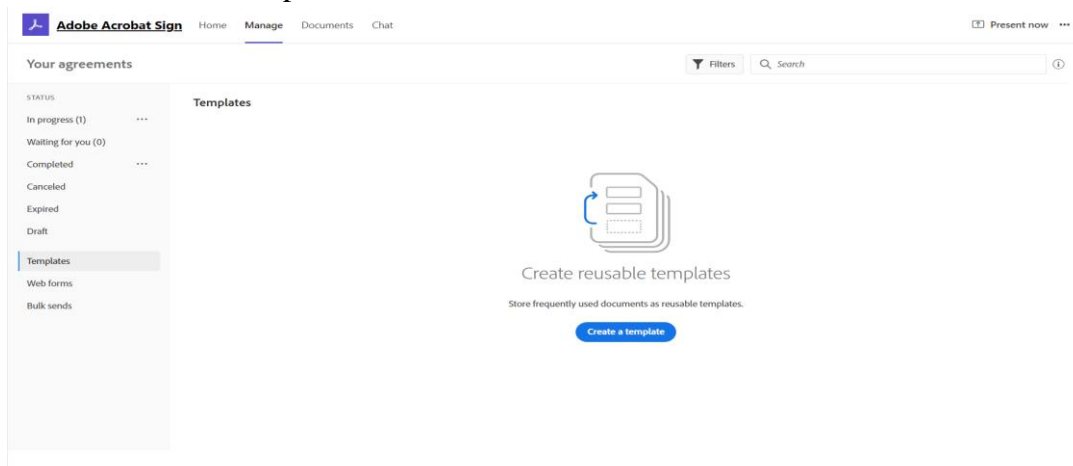 Adobe Acrobat Sign Home Manage Documents Chat Present now ...
Your agreements Filters Search
STATUS
Templates
In progress (1) ...
Waiting for you (0)
Completed ...
Canceled
Expired
Draft
Templates
Web forms
Bulk sends
Create reusable templates
Store frequently used documents as reusable templates.
Create a template